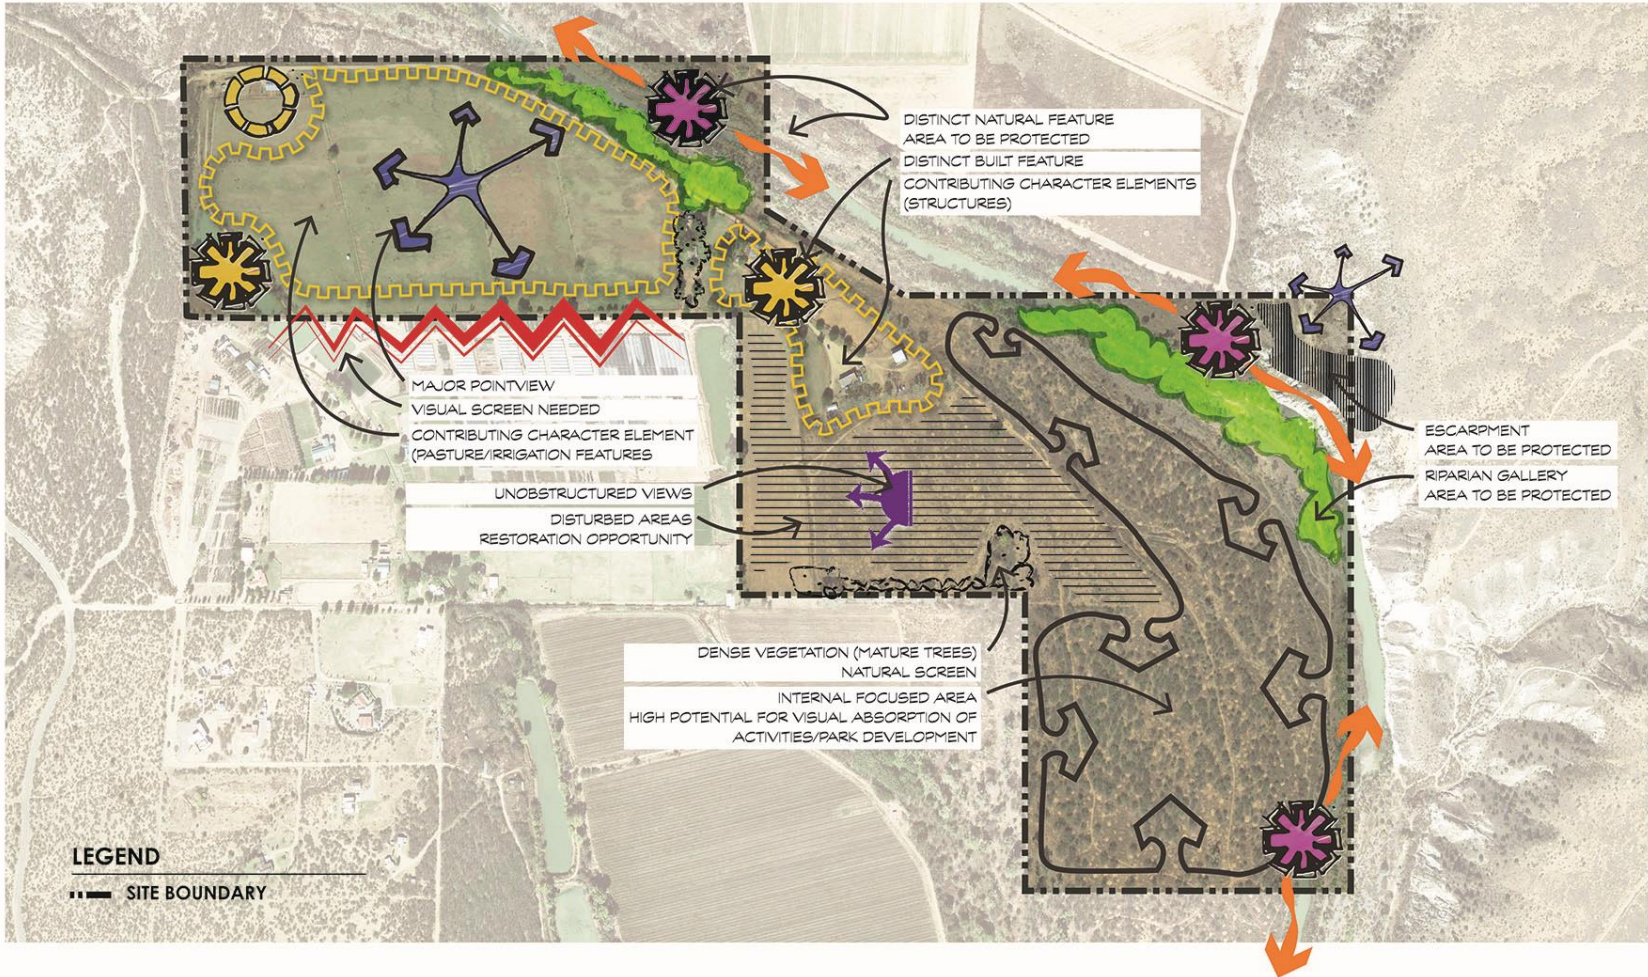 DISTINCT NATURAL FEATURE
AREA TO BE PROTECTED
DISTINCT BUILT FEATURE
CONTRIBUTING CHARACTER ELEMENTS
(STRUCTURES)
MAJOR POINTVIEW
VISUAL SCREEN NEEDED
CONTRIBUTING CHARACTER ELEMENT
(PASTURE/IRRIGATION FEATURES
UNOBSTRUCTURED VIEWS
DISTURBED AREAS
RESTORATION OPPORTUNITY
ESCARPMENT
AREA TO BE PROTECTED
RIPARIAN GALLERY
AREA TO BE PROTECTED
DENSE VEGETATION (MATURE TREES)
NATURAL SCREEN
INTERNAL FOCUSED AREA
HIGH POTENTIAL FOR VISUAL ABSORPTION OF
ACTIVITIES/PARK DEVELOPMENT
LEGEND
SITE BOUNDARY